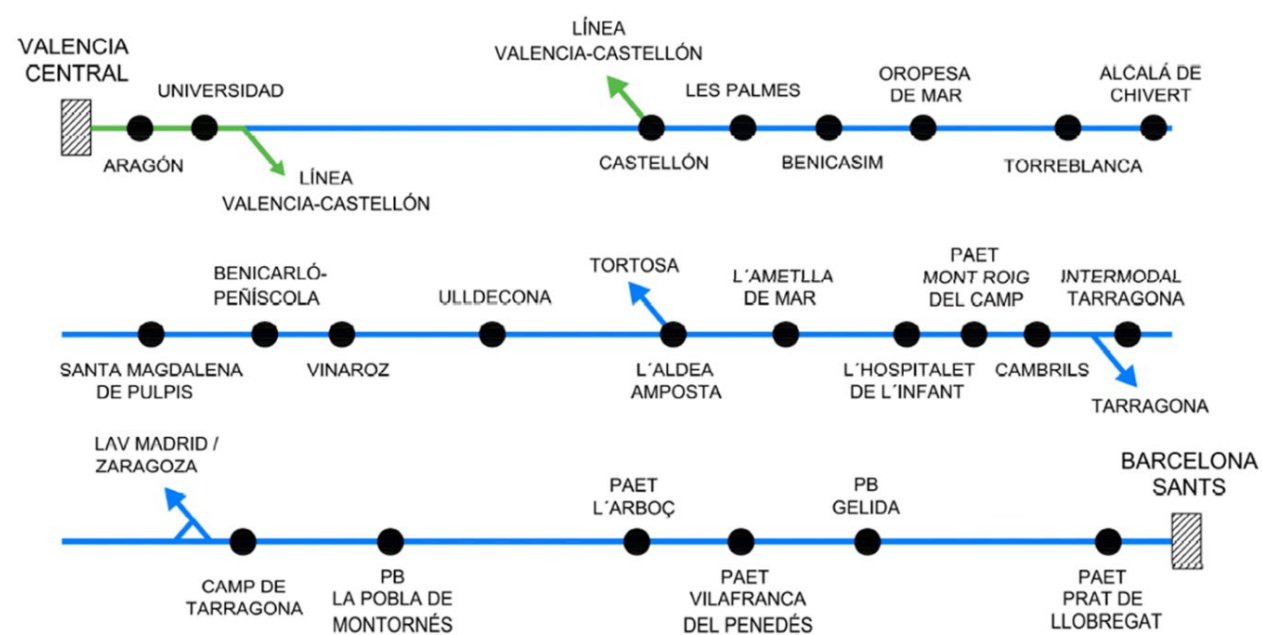 VALENCIA
CENTRAL
UNIVERSIDAD
ARAGÓN
LÍNEA
VALENCIA-CASTELLÓN
LÍNEA
VALENCIA-CASTELLÓN
CASTELLÓN
LES PALMES
BENICASIM
OROPESA
DE MAR
TORREBLANCA
ALCALÁ DE
CHIVERT
SANTA MAGDALENA
DE PULPIS
BENICARLÓ-
PEÑÍSCOLA
VINAROZ
ULLDECONA
TORTOSA
L´ALDEA
AMPOSTA
L´AMETLLA
DE MAR
L´HOSPITALET
DE L´INFANT
PAET
MONT ROIG
DEL CAMP
CAMBRILS
INTERMODAL
TARRAGONA
TARRAGONA
LAV MADRID /
ZARAGOZA
CAMP DE
TARRAGONA
PB
LA POBLA DE
MONTORNÉS
PAET
L´ARBOÇ
PAET
VILAFRANCA
DEL PENEDÉS
PB
GELIDA
PAET
PRAT DE
LLOBREGAT
BARCELONA
SANTS